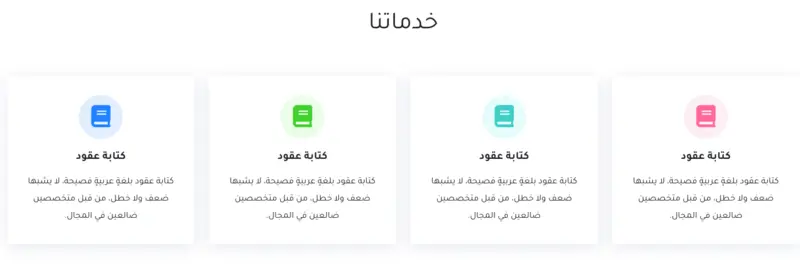 خدماتنا
كتابة عقود
كتابة عقود بلغةٍ عربيةٍ فصيحة، لا يشبها
ضعف ولا خطل، من قبل متخصصين
ضالعين في المجال.
كتابة عقود
كتابة عقود بلغةٍ عربيةٍ فصيحة، لا يشبها
ضعف ولا خطل، من قبل متخصصين
ضالعين في المجال.
كتابة عقود
كتابة عقود بلغةٍ عربيةٍ فصيحة، لا يشبها
ضعف ولا خطل، من قبل متخصصين
ضالعين في المجال.
كتابة عقود
كتابة عقود بلغةٍ عربيةٍ فصيحة، لا يشبها
ضعف ولا خطل، من قبل متخصصين
ضالعين في المجال.